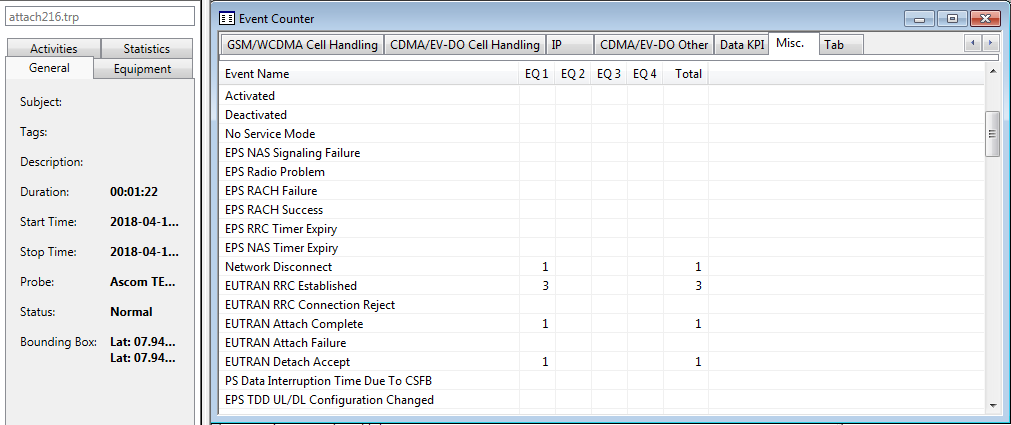 attach216.trp
Activities Statistics
General Equipment
Subject:
Tags:
Description:
Duration: 00:01:22
Start Time: 2018-04-1...
Stop Time: 2018-04-1...
Probe: Ascom TE...
Status: Normal
Bounding Box: Lat: 07.94...
Lat: 07.94...
Event Counter
GSM/WCDMA Cell Handling CDMA/EV-DO Cell Handling IP CDMA/EV-DO Other Data KPI Misc. Tab
Event Name EQ 1 EQ 2 EQ 3 EQ 4 Total
Activated
Deactivated
No Service Mode
EPS NAS Signaling Failure
EPS Radio Problem
EPS RACH Failure
EPS RACH Success
EPS RRC Timer Expiry
EPS NAS Timer Expiry
Network Disconnect 1 1
EUTRAN RRC Established 3 3
EUTRAN RRC Connection Reject
EUTRAN Attach Complete 1 1
EUTRAN Attach Failure
EUTRAN Detach Accept 1 1
PS Data Interruption Time Due To CSFB
EPS TDD UL/DL Configuration Changed